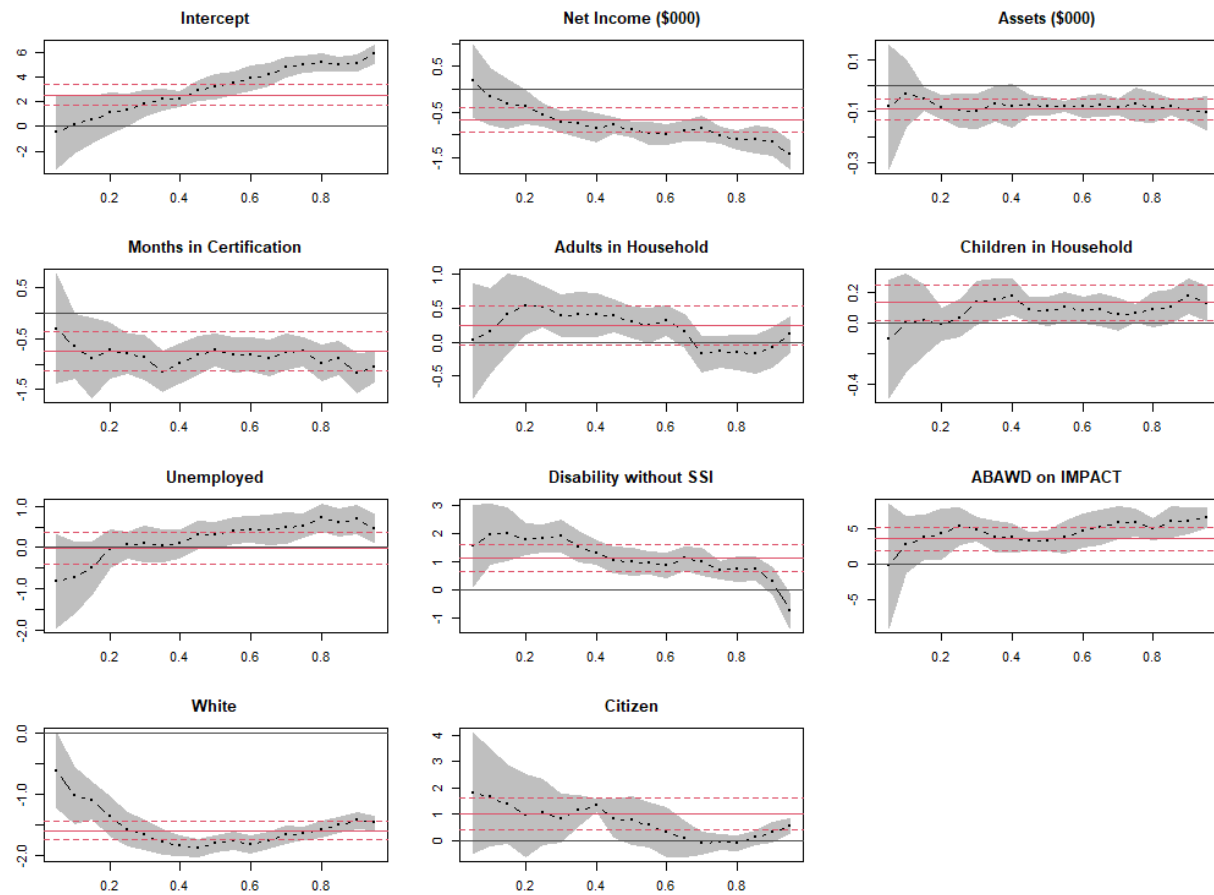 Intercept
6
4
2
0
-2
0.2 0.4 0.6 0.8
Net Income ($000)
0.5
-0.5
-1.5
0.2 0.4 0.6 0.8
Assets ($000)
0.1
-0.1
-0.3
0.2 0.4 0.6 0.8
Months in Certification
0.5
-0.5
-1.5
0.2 0.4 0.6 0.8
Adults in Household
1.0
0.5
0.0
-0.5
0.2 0.4 0.6 0.8
Children in Household
0.2
0.0
-0.4
0.2 0.4 0.6 0.8
Unemployed
1.0
0.0
-1.0
-2.0
0.2 0.4 0.6 0.8
Disability without SSI
3
2
1
0
-1
0.2 0.4 0.6 0.8
ABAWD on IMPACT
5
0
-5
0.2 0.4 0.6 0.8
White
0.0
-1.0
-2.0
0.2 0.4 0.6 0.8
Citizen
4
3
2
1
0
0.2 0.4 0.6 0.8